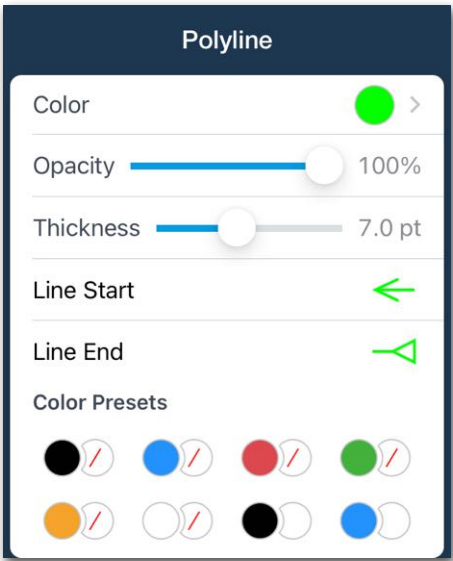 Polyline
Color
Opacity 100%
Thickness 7.0 pt
Line Start
Line End
Color Presets